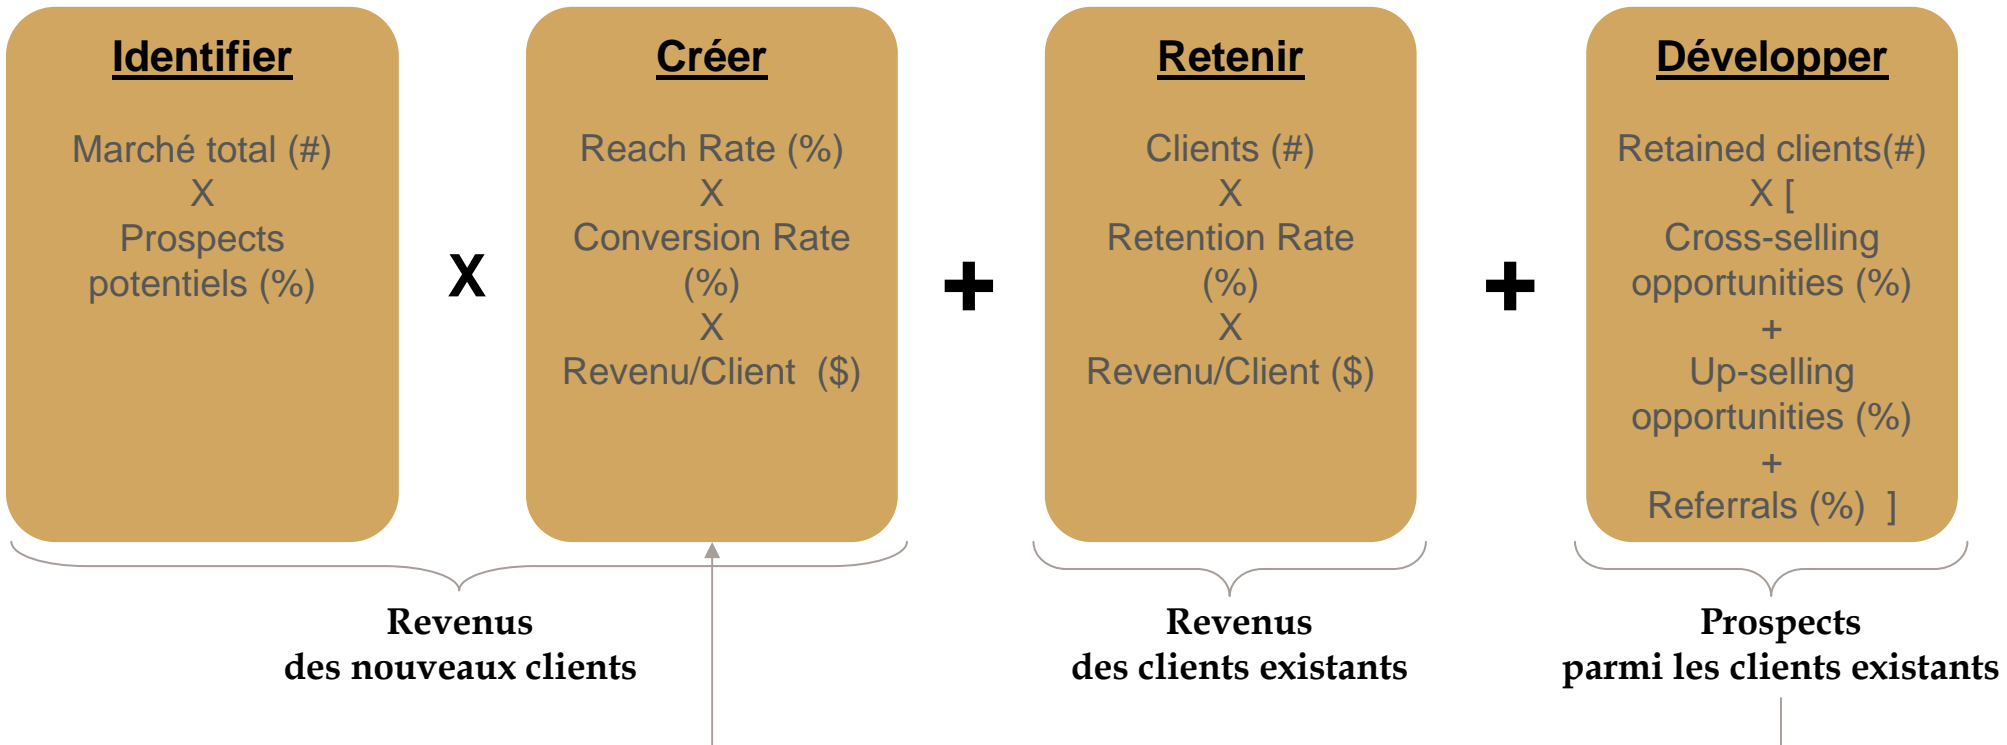 Identifier
Marché total (#)
X
Prospects
potentiels (%)
X
Créer
Reach Rate (%)
X
Conversion Rate
(%)
X
Revenu/Client  ($)
+
Retenir
Clients (#)
X
Retention Rate
(%)
X
Revenu/Client ($)
+
Développer
Retained clients(#)
X [
Cross-selling
opportunities (%)
+
Up-selling
opportunities (%)
+
Referrals (%)  ]
Revenus
des nouveaux clients
Revenus
des clients existants
Prospects
parmi les clients existants